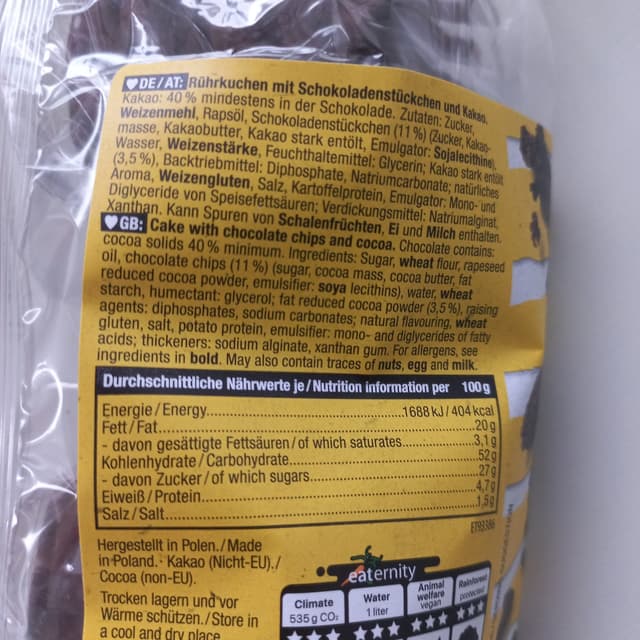 ♥DE/AT: Rührkuchen mit Schokoladenstückchen und Kakao.
Kakao: 40 % mindestens in der Schokolade. Zutaten: Zucker,
Weizenmehl, Rapsöl, Schokoladenstückchen (11 %) (Zucker, Kakao-
masse, Kakaobutter, Kakao stark entölt, Emulgator: Sojalecithine),
Wasser, Weizenstärke, Feuchthaltemittel: Glycerin; Kakao stark entölt
(3,5 %), Backtriebmittel: Diphosphate, Natriumcarbonate; natürliches
Aroma, Weizengluten, Salz, Kartoffelprotein, Emulgator: Mono- und
Diglyceride von Speisefettsäuren; Verdickungsmittel: Natriumalginat,
Xanthan. Kann Spuren von Schalenfrüchten, Ei und Milch enthalten.
♥GB: Cake with chocolate chips and cocoa. Chocolate contains:
cocoa solids 40 % minimum. Ingredients: Sugar, wheat flour, rapeseed
oil, chocolate chips (11 %) (sugar, cocoa mass, cocoa butter, fat
reduced cocoa powder, emulsifier: soya lecithins), water, wheat
starch, humectant: glycerol; fat reduced cocoa powder (3,5 %), raising
agents: diphosphates, sodium carbonates; natural flavouring, wheat
gluten, salt, potato protein, emulsifier: mono- and diglycerides of fatty
acids; thickeners: sodium alginate, xanthan gum. For allergens, see
ingredients in bold. May also contain traces of nuts, egg and milk.
Durchschnittliche Nährwerte je/Nutrition information per 100 g
Energie/Energy 1688 kJ/404 kcal
Fett/Fat 20 g
- davon gesättigte Fettsäuren/of which saturates 3,1 g
Kohlenhydrate/Carbohydrate 52 g
- davon Zucker/of which sugars 27 g
Eiweiß/Protein 4,7 g
Salz/Salt 1,5 g
ET93386
Hergestellt in Polen./Made
in Poland. Kakao (Nicht-EU)./
Cocoa (non-EU).
Trocken lagern und vor
Wärme schützen./Store in
a cool and dry place
eaternity
Climate
535 g CO₂
Water
1 liter
Animal
welfare
vegan
Rainforest
protected